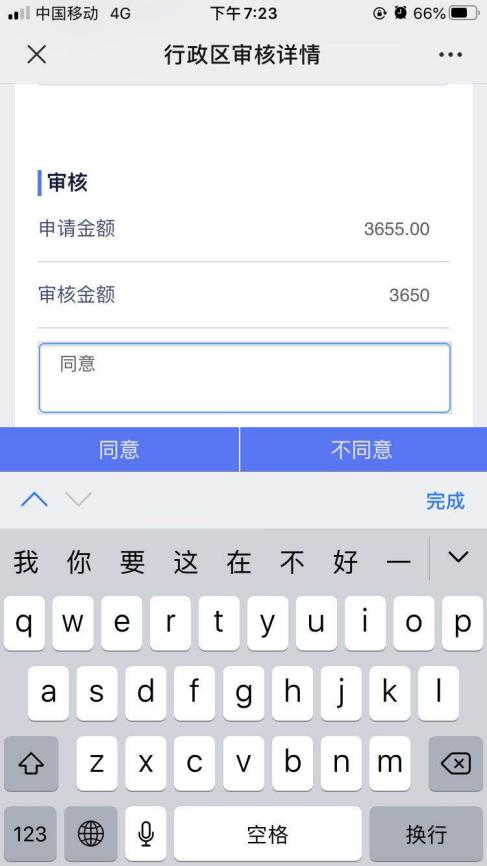 中国移动 4G 下午7:23 66%
行政区审核详情
审核
申请金额 3655.00
审核金额 3650
同意
同意 不同意
完成
我 你 要 这 在 不 好 一
q w e r t y u i o p
a s d f g h j k l
z x c v b n m
123 空格 换行